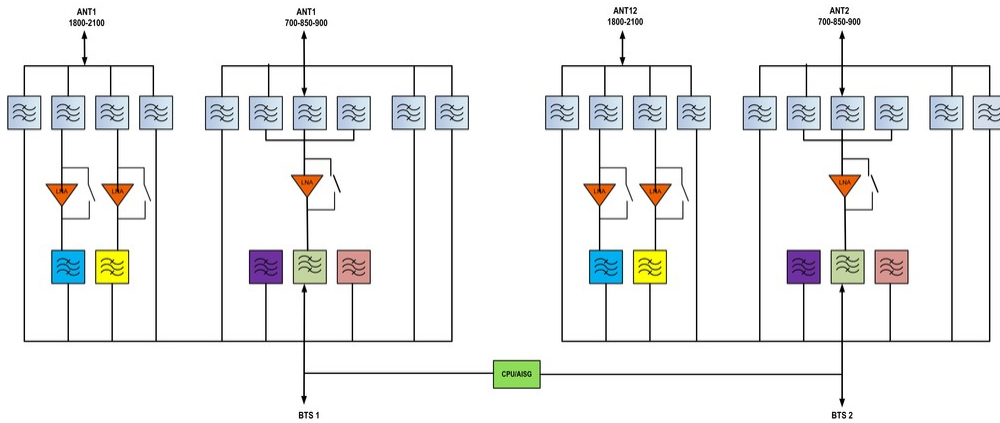 ANT1
1800-2100
ANT1
700-850-900
ANT12
1800-2100
ANT2
700-850-900
LNA
LNA
LNA
LNA
LNA
LNA
CPU/AISG
BTS 1
BTS 2